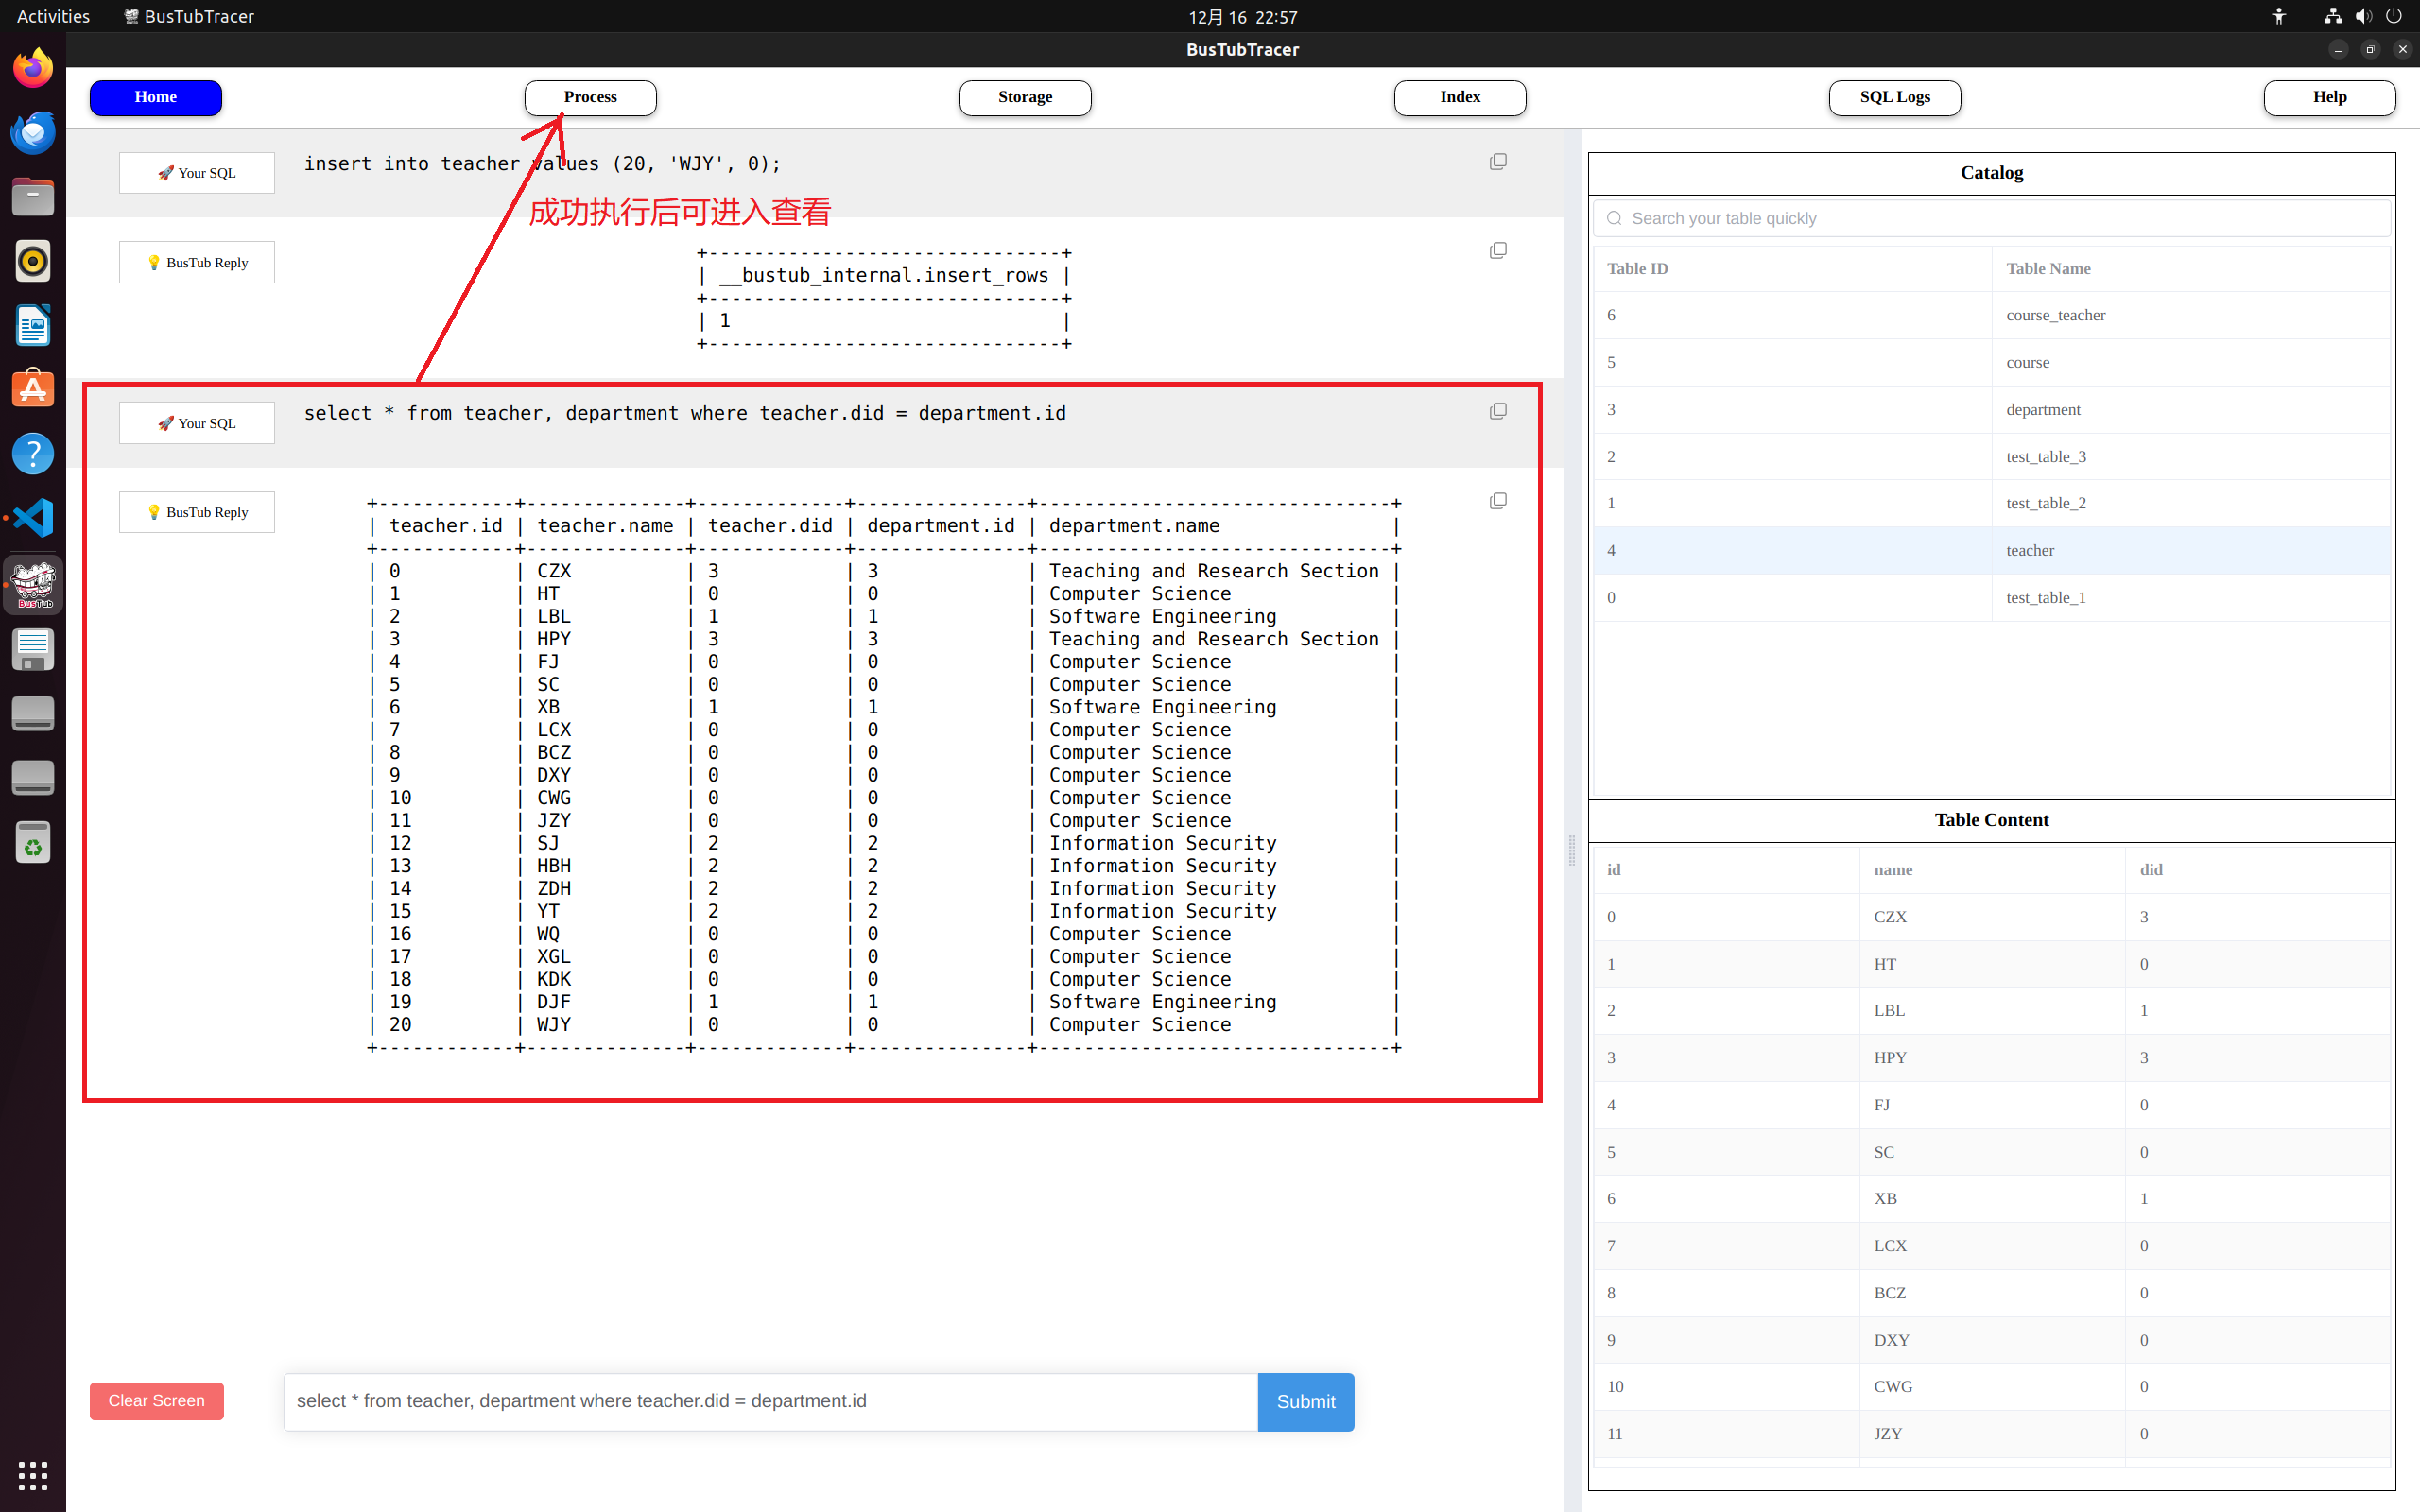 Activities BusTubTracer 12月 16 22:57
BusTubTracer
Home Process Storage Index SQL Logs Help
🚀 Your SQL insert into teacher values (20, 'WJY', 0);
成功执行后可进入查看
💡 BusTub Reply
+-------------------------------+
| __bustub_internal.insert_rows |
+-------------------------------+
| 1                             |
+-------------------------------+
🚀 Your SQL select * from teacher, department where teacher.did = department.id
💡 BusTub Reply
+------------+--------------+-------------+---------------+-------------------------------+
| teacher.id | teacher.name | teacher.did | department.id | department.name               |
+------------+--------------+-------------+---------------+-------------------------------+
| 0          | CZX          | 3           | 3             | Teaching and Research Section |
| 1          | HT           | 0           | 0             | Computer Science              |
| 2          | LBL          | 1           | 1             | Software Engineering          |
| 3          | HPY          | 3           | 3             | Teaching and Research Section |
| 4          | FJ           | 0           | 0             | Computer Science              |
| 5          | SC           | 0           | 0             | Computer Science              |
| 6          | XB           | 1           | 1             | Software Engineering          |
| 7          | LCX          | 0           | 0             | Computer Science              |
| 8          | BCZ          | 0           | 0             | Computer Science              |
| 9          | DXY          | 0           | 0             | Computer Science              |
| 10         | CWG          | 0           | 0             | Computer Science              |
| 11         | JZY          | 0           | 0             | Computer Science              |
| 12         | SJ           | 2           | 2             | Information Security          |
| 13         | HBH          | 2           | 2             | Information Security          |
| 14         | ZDH          | 2           | 2             | Information Security          |
| 15         | YT           | 2           | 2             | Information Security          |
| 16         | WQ           | 0           | 0             | Computer Science              |
| 17         | XGL          | 0           | 0             | Computer Science              |
| 18         | KDK          | 0           | 0             | Computer Science              |
| 19         | DJF          | 1           | 1             | Software Engineering          |
| 20         | WJY          | 0           | 0             | Computer Science              |
+------------+--------------+-------------+---------------+-------------------------------+
Clear Screen select * from teacher, department where teacher.did = department.id Submit
Catalog
Search your table quickly
Table ID Table Name
6 course_teacher
5 course
3 department
2 test_table_3
1 test_table_2
4 teacher
0 test_table_1
Table Content
id name did
0 CZX 3
1 HT 0
2 LBL 1
3 HPY 3
4 FJ 0
5 SC 0
6 XB 1
7 LCX 0
8 BCZ 0
9 DXY 0
10 CWG 0
11 JZY 0
BusTub